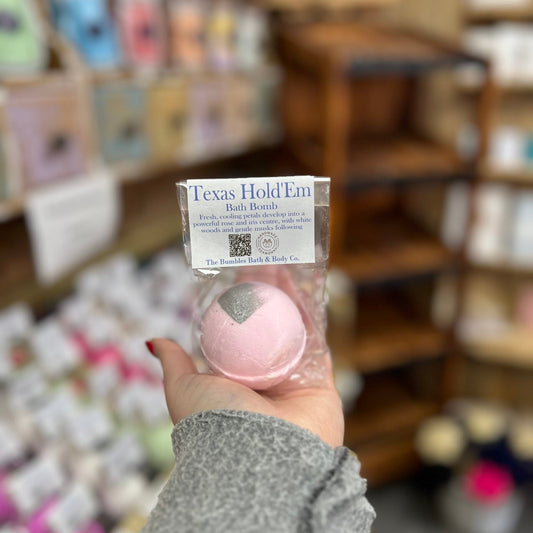 Texas Hold'Em
Bath Bomb
Fresh, cooling petals develop into a
powerful rose and iris centre, with white
woods and gentle musks following
The Bumbles Bath & Body Co.